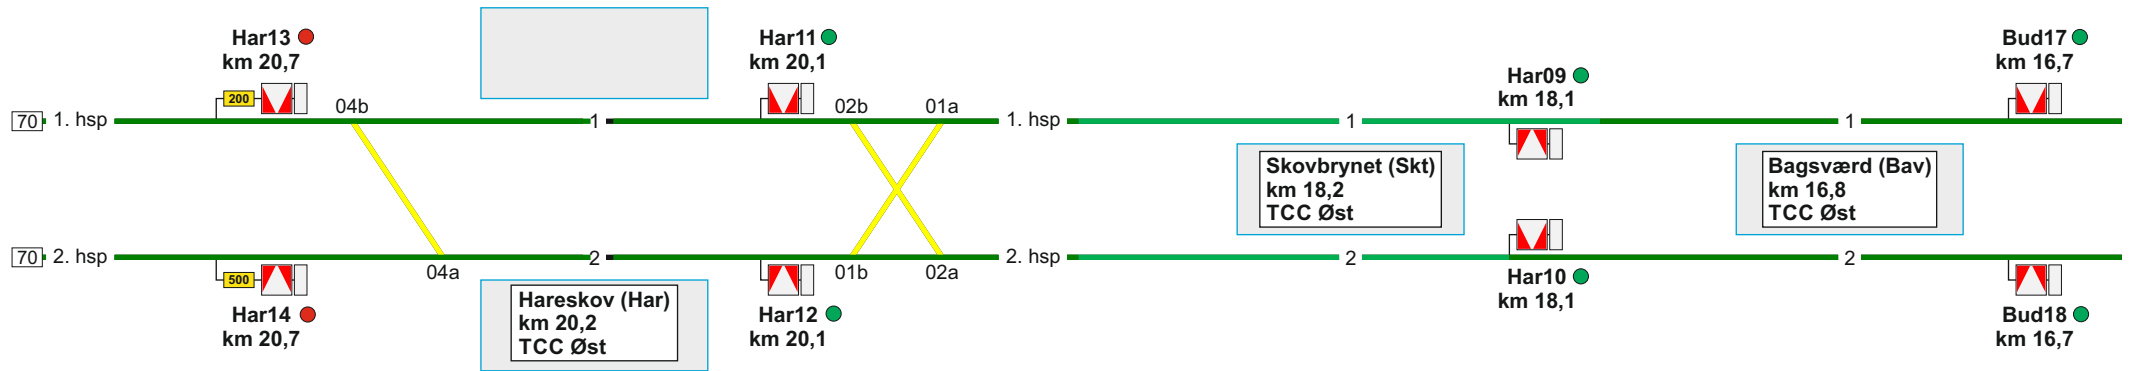 Har13
km 20,7
200
Har11
km 20,1
Har09
km 18,1
Bud17
km 16,7
04b
02b
01a
70
1. hsp
1
1. hsp
1
1
Skovbrynet (Skt)
km 18,2
TCC Øst
Bagsværd (Bav)
km 16,8
TCC Øst
70
2. hsp
2
2. hsp
2
2
04a
01b
02a
500
Har14
km 20,7
Hareskov (Har)
km 20,2
TCC Øst
Har12
km 20,1
Har10
km 18,1
Bud18
km 16,7